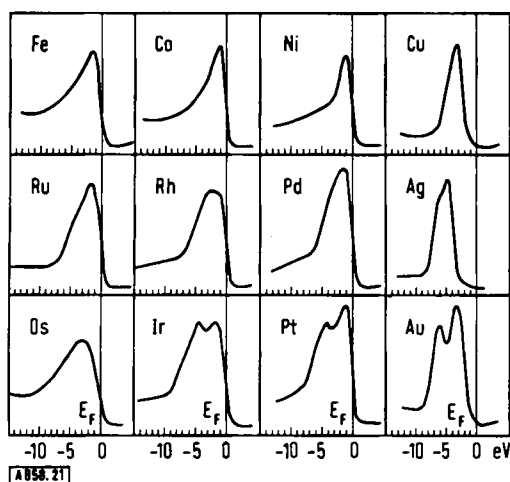 Fe Co Ni Cu
Ru Rh Pd Ag
Os Ir Pt Au
E_F E_F E_F E_F
-10 -5 0 -10 -5 0 -10 -5 0 -10 -5 0 eV
A858.21